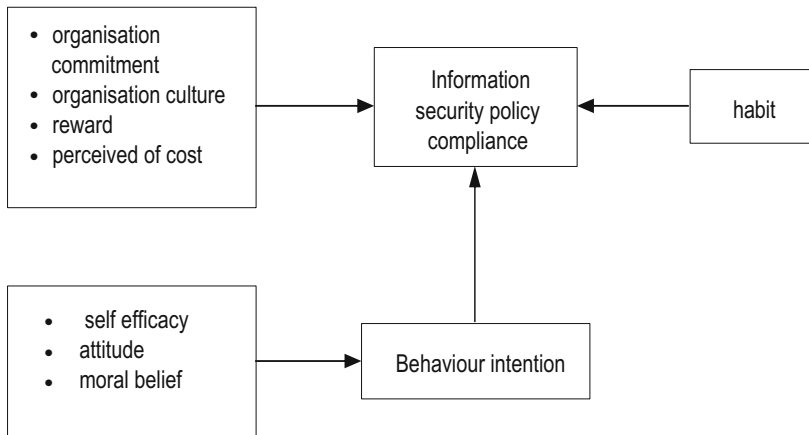 • organisation
commitment
• organisation culture
• reward
• perceived of cost
Information
security policy
compliance
habit
• self efficacy
• attitude
• moral belief
Behaviour intention